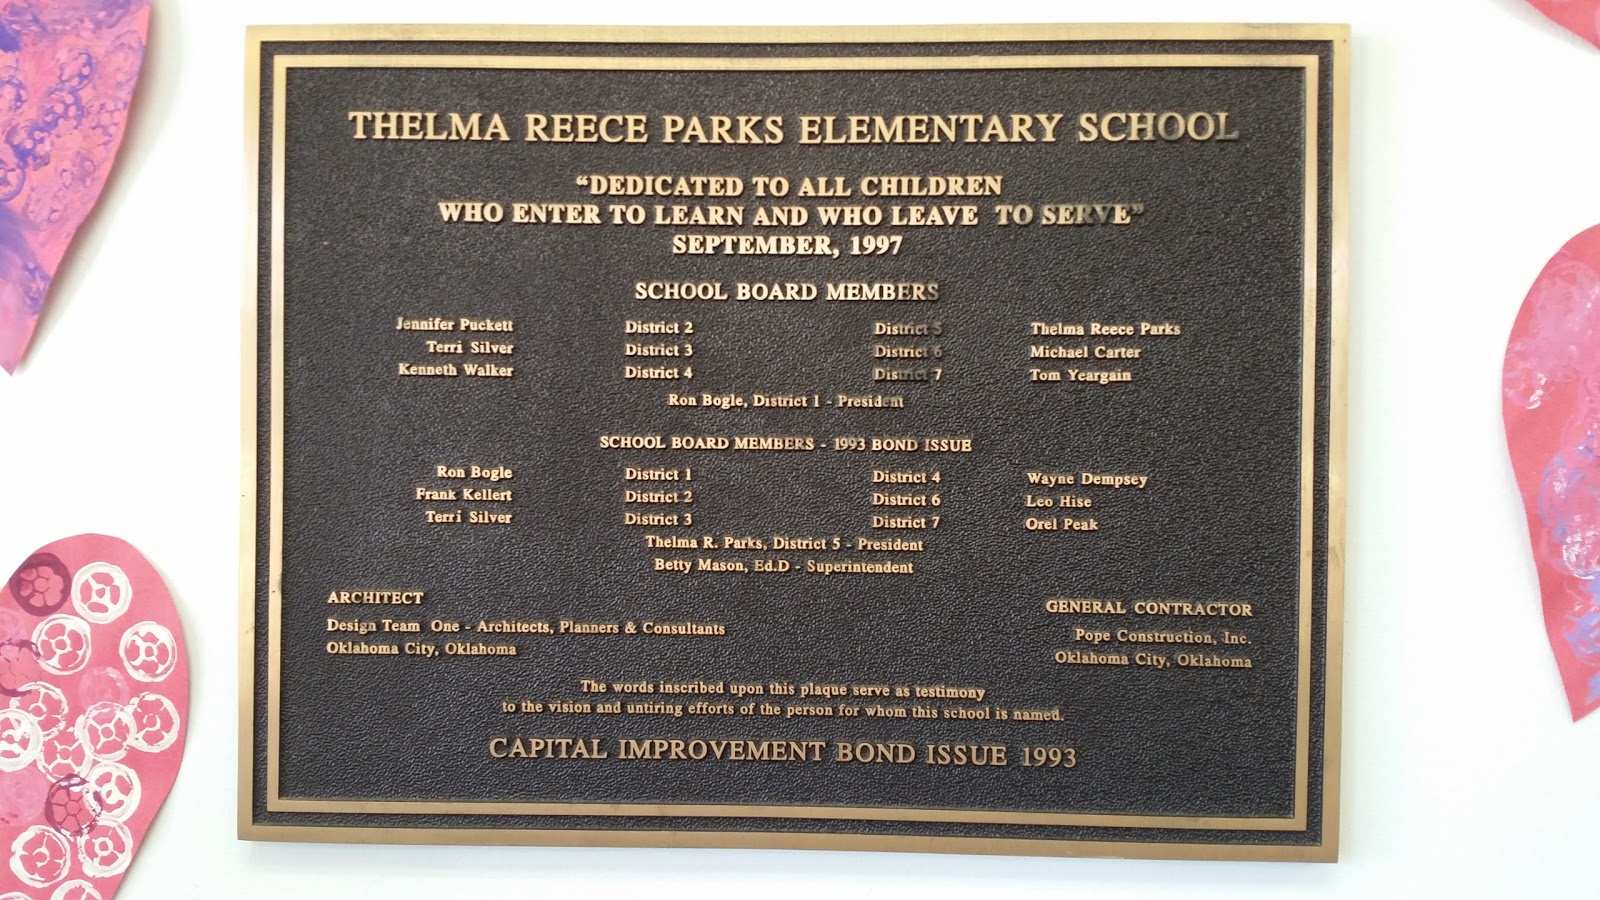 THELMA REECE PARKS ELEMENTARY SCHOOL
“DEDICATED TO ALL CHILDREN
WHO ENTER TO LEARN AND WHO LEAVE TO SERVE”
SEPTEMBER, 1997
SCHOOL BOARD MEMBERS
Jennifer Puckett District 2 District 5 Thelma Reece Parks
Terri Silver District 3 District 6 Michael Carter
Kenneth Walker District 4 District 7 Tom Yeargain
Ron Bogle, District 1 - President
SCHOOL BOARD MEMBERS - 1993 BOND ISSUE
Ron Bogle District 1 District 4 Wayne Dempsey
Frank Kellert District 2 District 6 Leo Hise
Terri Silver District 3 District 7 Orel Peak
Thelma R. Parks, District 5 - President
Betty Mason, Ed.D - Superintendent
ARCHITECT
Design Team One - Architects, Planners & Consultants
Oklahoma City, Oklahoma
GENERAL CONTRACTOR
Pope Construction, Inc.
Oklahoma City, Oklahoma
The words inscribed upon this plaque serve as testimony
to the vision and untiring efforts of the person for whom this school is named.
CAPITAL IMPROVEMENT BOND ISSUE 1993